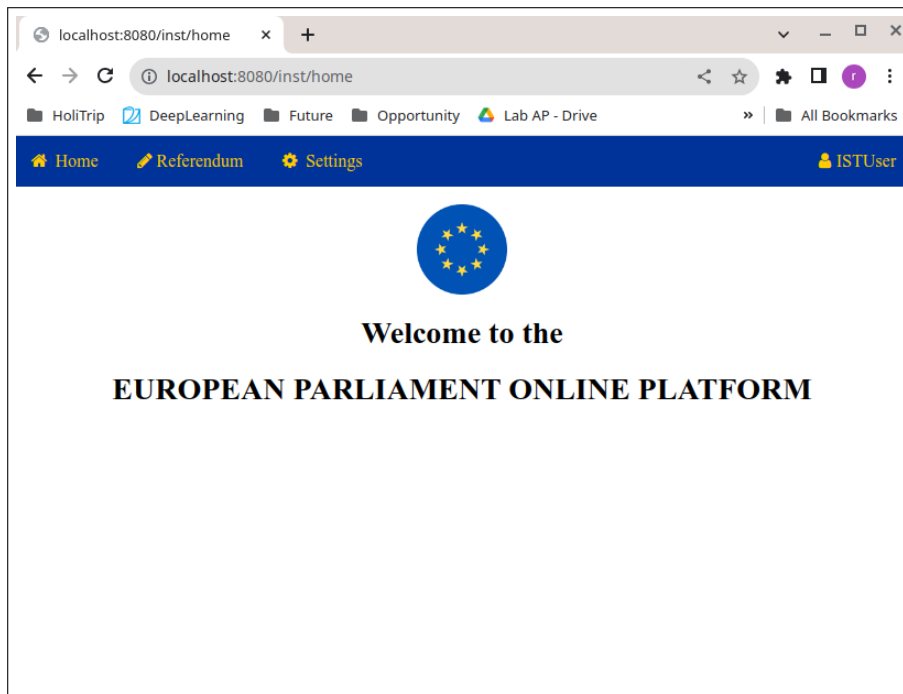 localhost:8080/inst/home
localhost:8080/inst/home r
HoliTrip DeepLearning Future Opportunity Lab AP - Drive » All Bookmarks
Home Referendum Settings ISTUser
Welcome to the
EUROPEAN PARLIAMENT ONLINE PLATFORM